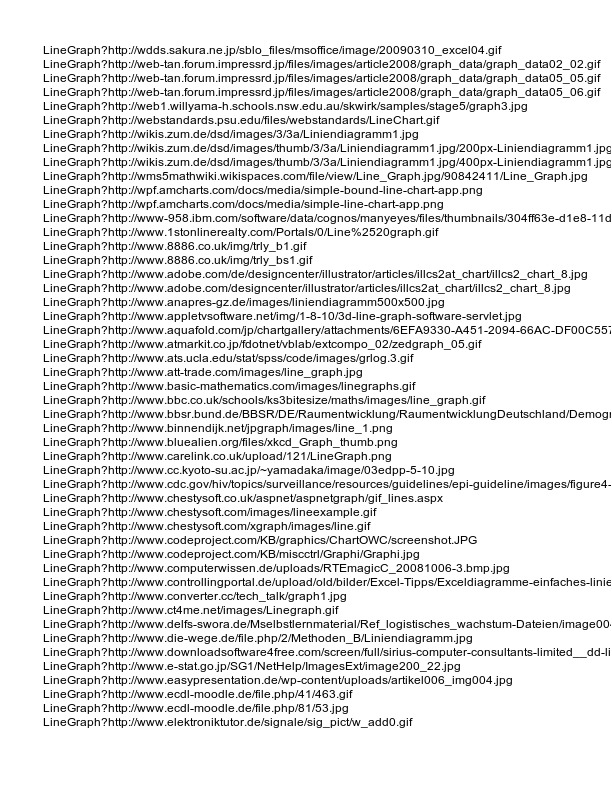 LineGraph?http://wdds.sakura.ne.jp/sblo_files/msoffice/image/20090310_excel04.gif
LineGraph?http://web-tan.forum.impressrd.jp/files/images/article2008/graph_data/graph_data02_02.gif
LineGraph?http://web-tan.forum.impressrd.jp/files/images/article2008/graph_data/graph_data05_05.gif
LineGraph?http://web-tan.forum.impressrd.jp/files/images/article2008/graph_data/graph_data05_06.gif
LineGraph?http://web1.willyama-h.schools.nsw.edu.au/skwirk/samples/stage5/graph3.jpg
LineGraph?http://webstandards.psu.edu/files/webstandards/LineChart.gif
LineGraph?http://wikis.zum.de/dsd/images/3/3a/Liniendiagramm1.jpg
LineGraph?http://wikis.zum.de/dsd/images/thumb/3/3a/Liniendiagramm1.jpg/200px-Liniendiagramm1.jpg
LineGraph?http://wikis.zum.de/dsd/images/thumb/3/3a/Liniendiagramm1.jpg/400px-Liniendiagramm1.jpg
LineGraph?http://wms5mathwiki.wikispaces.com/file/view/Line_Graph.jpg/90842411/Line_Graph.jpg
LineGraph?http://wpf.amcharts.com/docs/media/simple-bound-line-chart-app.png
LineGraph?http://wpf.amcharts.com/docs/media/simple-line-chart-app.png
LineGraph?http://www-958.ibm.com/software/data/cognos/manyeyes/files/thumbnails/304ff63e-d1e8-11d
LineGraph?http://www.1stonlinerealty.com/Portals/0/Line%2520graph.gif
LineGraph?http://www.8886.co.uk/img/trly_b1.gif
LineGraph?http://www.8886.co.uk/img/trly_bs1.gif
LineGraph?http://www.adobe.com/de/designcenter/illustrator/articles/illcs2at_chart/illcs2_chart_8.jpg
LineGraph?http://www.adobe.com/designcenter/illustrator/articles/illcs2at_chart/illcs2_chart_8.jpg
LineGraph?http://www.anapres-gz.de/images/liniendiagramm500x500.jpg
LineGraph?http://www.appletvsoftware.net/img/1-8-10/3d-line-graph-software-servlet.jpg
LineGraph?http://www.aquafold.com/jp/chartgallery/attachments/6EFA9330-A451-2094-66AC-DF00C557
LineGraph?http://www.atmarkit.co.jp/fdotnet/vblab/extcompo_02/zedgraph_05.gif
LineGraph?http://www.ats.ucla.edu/stat/spss/code/images/grlog.3.gif
LineGraph?http://www.att-trade.com/images/line_graph.jpg
LineGraph?http://www.basic-mathematics.com/images/linegraphs.gif
LineGraph?http://www.bbc.co.uk/schools/ks3bitesize/maths/images/line_graph.gif
LineGraph?http://www.bbsr.bund.de/BBSR/DE/Raumentwicklung/RaumentwicklungDeutschland/Demogr
LineGraph?http://www.binnendijk.net/jpgraph/images/line_1.png
LineGraph?http://www.bluealien.org/files/xkcd_Graph_thumb.png
LineGraph?http://www.carelink.co.uk/upload/121/LineGraph.png
LineGraph?http://www.cc.kyoto-su.ac.jp/~yamadaka/image/03edpp-5-10.jpg
LineGraph?http://www.cdc.gov/hiv/topics/surveillance/resources/guidelines/epi-guideline/images/figure4-
LineGraph?http://www.chestysoft.co.uk/aspnet/aspnetgraph/gif_lines.aspx
LineGraph?http://www.chestysoft.com/images/lineexample.gif
LineGraph?http://www.chestysoft.com/xgraph/images/line.gif
LineGraph?http://www.codeproject.com/KB/graphics/ChartOWC/screenshot.JPG
LineGraph?http://www.codeproject.com/KB/miscctrl/Graphi/Graphi.jpg
LineGraph?http://www.computerwissen.de/uploads/RTEmagicC_20081006-3.bmp.jpg
LineGraph?http://www.controllingportal.de/upload/old/bilder/Excel-Tipps/Exceldiagramme-einfaches-linie
LineGraph?http://www.converter.cc/tech_talk/graph1.jpg
LineGraph?http://www.ct4me.net/images/Linegraph.gif
LineGraph?http://www.delfs-swora.de/Mselbstlernmaterial/Ref_logistisches_wachstum-Dateien/image00
LineGraph?http://www.die-wege.de/file.php/2/Methoden_B/Liniendiagramm.jpg
LineGraph?http://www.downloadsoftware4free.com/screen/full/sirius-computer-consultants-limited__dd-li
LineGraph?http://www.e-stat.go.jp/SG1/NetHelp/ImagesExt/image200_22.jpg
LineGraph?http://www.easypresentation.de/wp-content/uploads/artikel006_img004.jpg
LineGraph?http://www.ecdl-moodle.de/file.php/41/463.gif
LineGraph?http://www.ecdl-moodle.de/file.php/81/53.jpg
LineGraph?http://www.elektroniktutor.de/signale/sig_pict/w_add0.gif